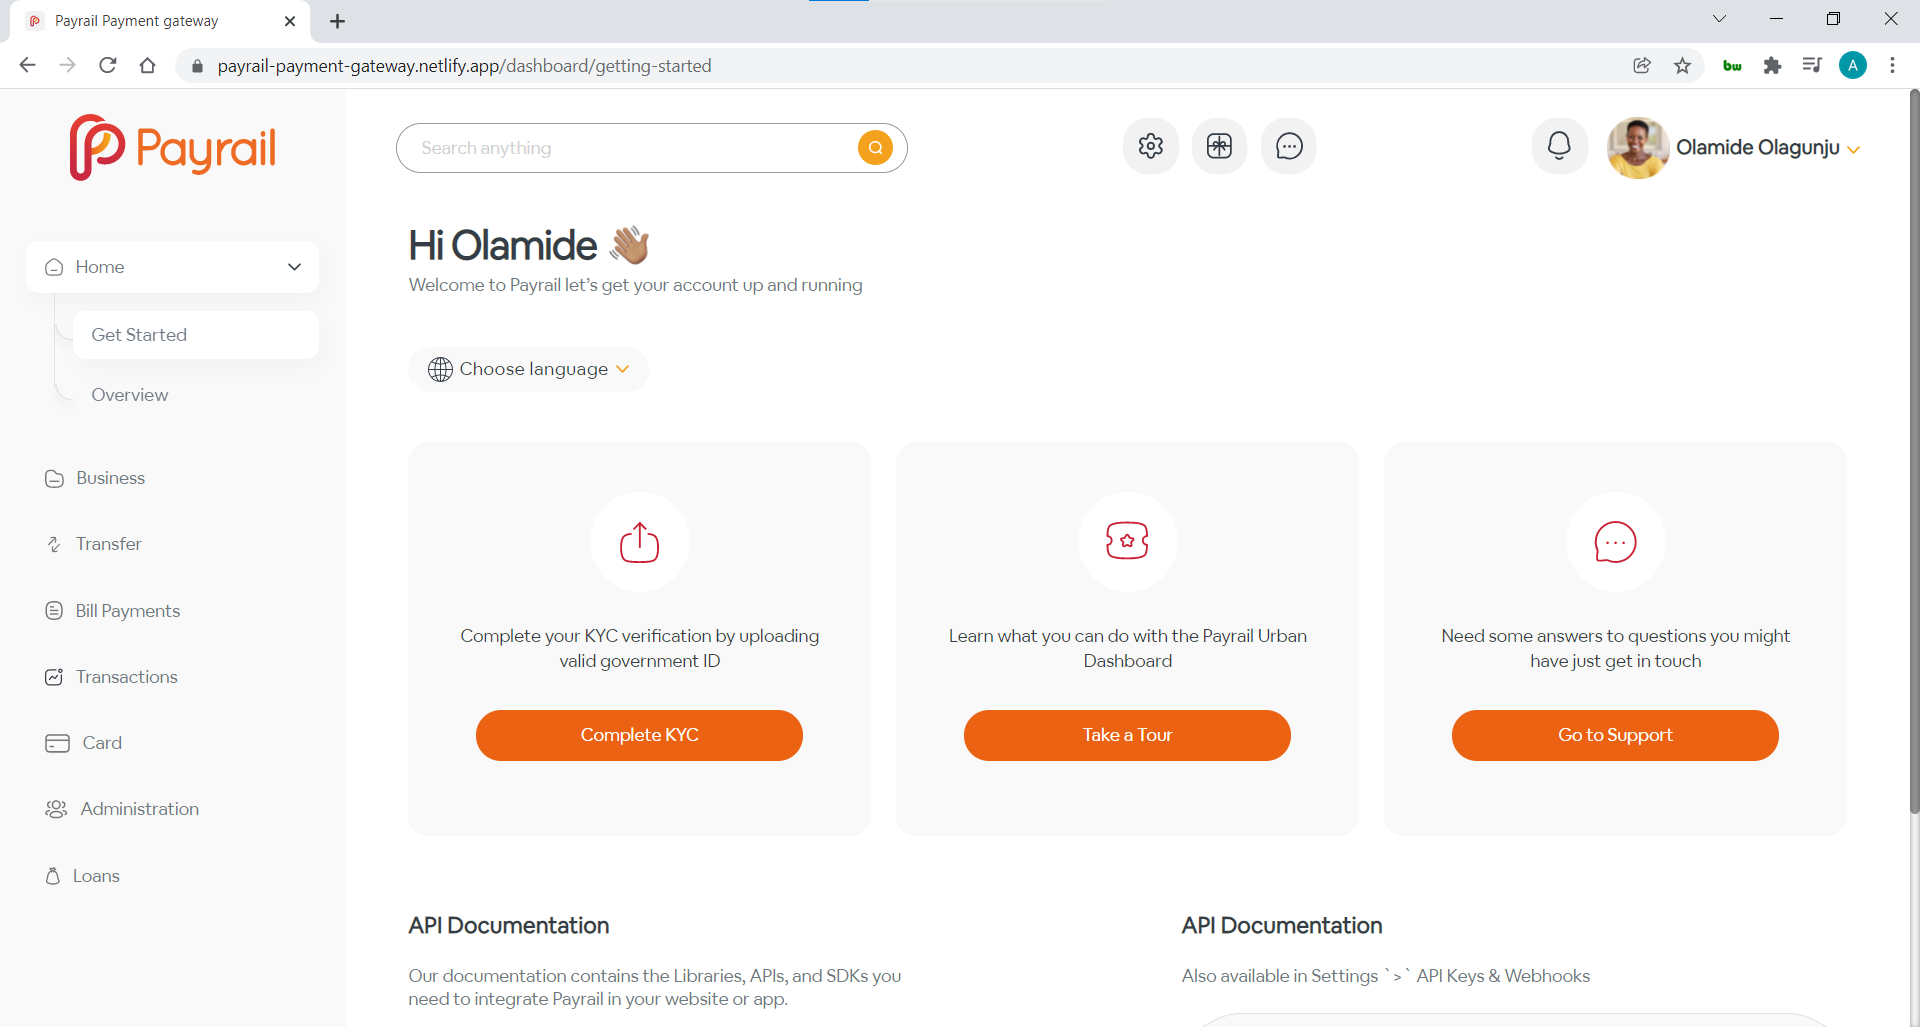 Payrail Payment gateway
payrail-payment-gateway.netlify.app/dashboard/getting-started
bw
A
Payrail
Search anything
Olamide Olagunju
Hi Olamide 👋🏽
Welcome to Payrail let's get your account up and running
Choose language
Home
Get Started
Overview
Business
Transfer
Bill Payments
Transactions
Card
Administration
Loans
Complete your KYC verification by uploading
valid government ID
Complete KYC
Learn what you can do with the Payrail Urban
Dashboard
Take a Tour
Need some answers to questions you might
have just get in touch
Go to Support
API Documentation
Our documentation contains the Libraries, APIs, and SDKs you
need to integrate Payrail in your website or app.
API Documentation
Also available in Settings `>` API Keys & Webhooks